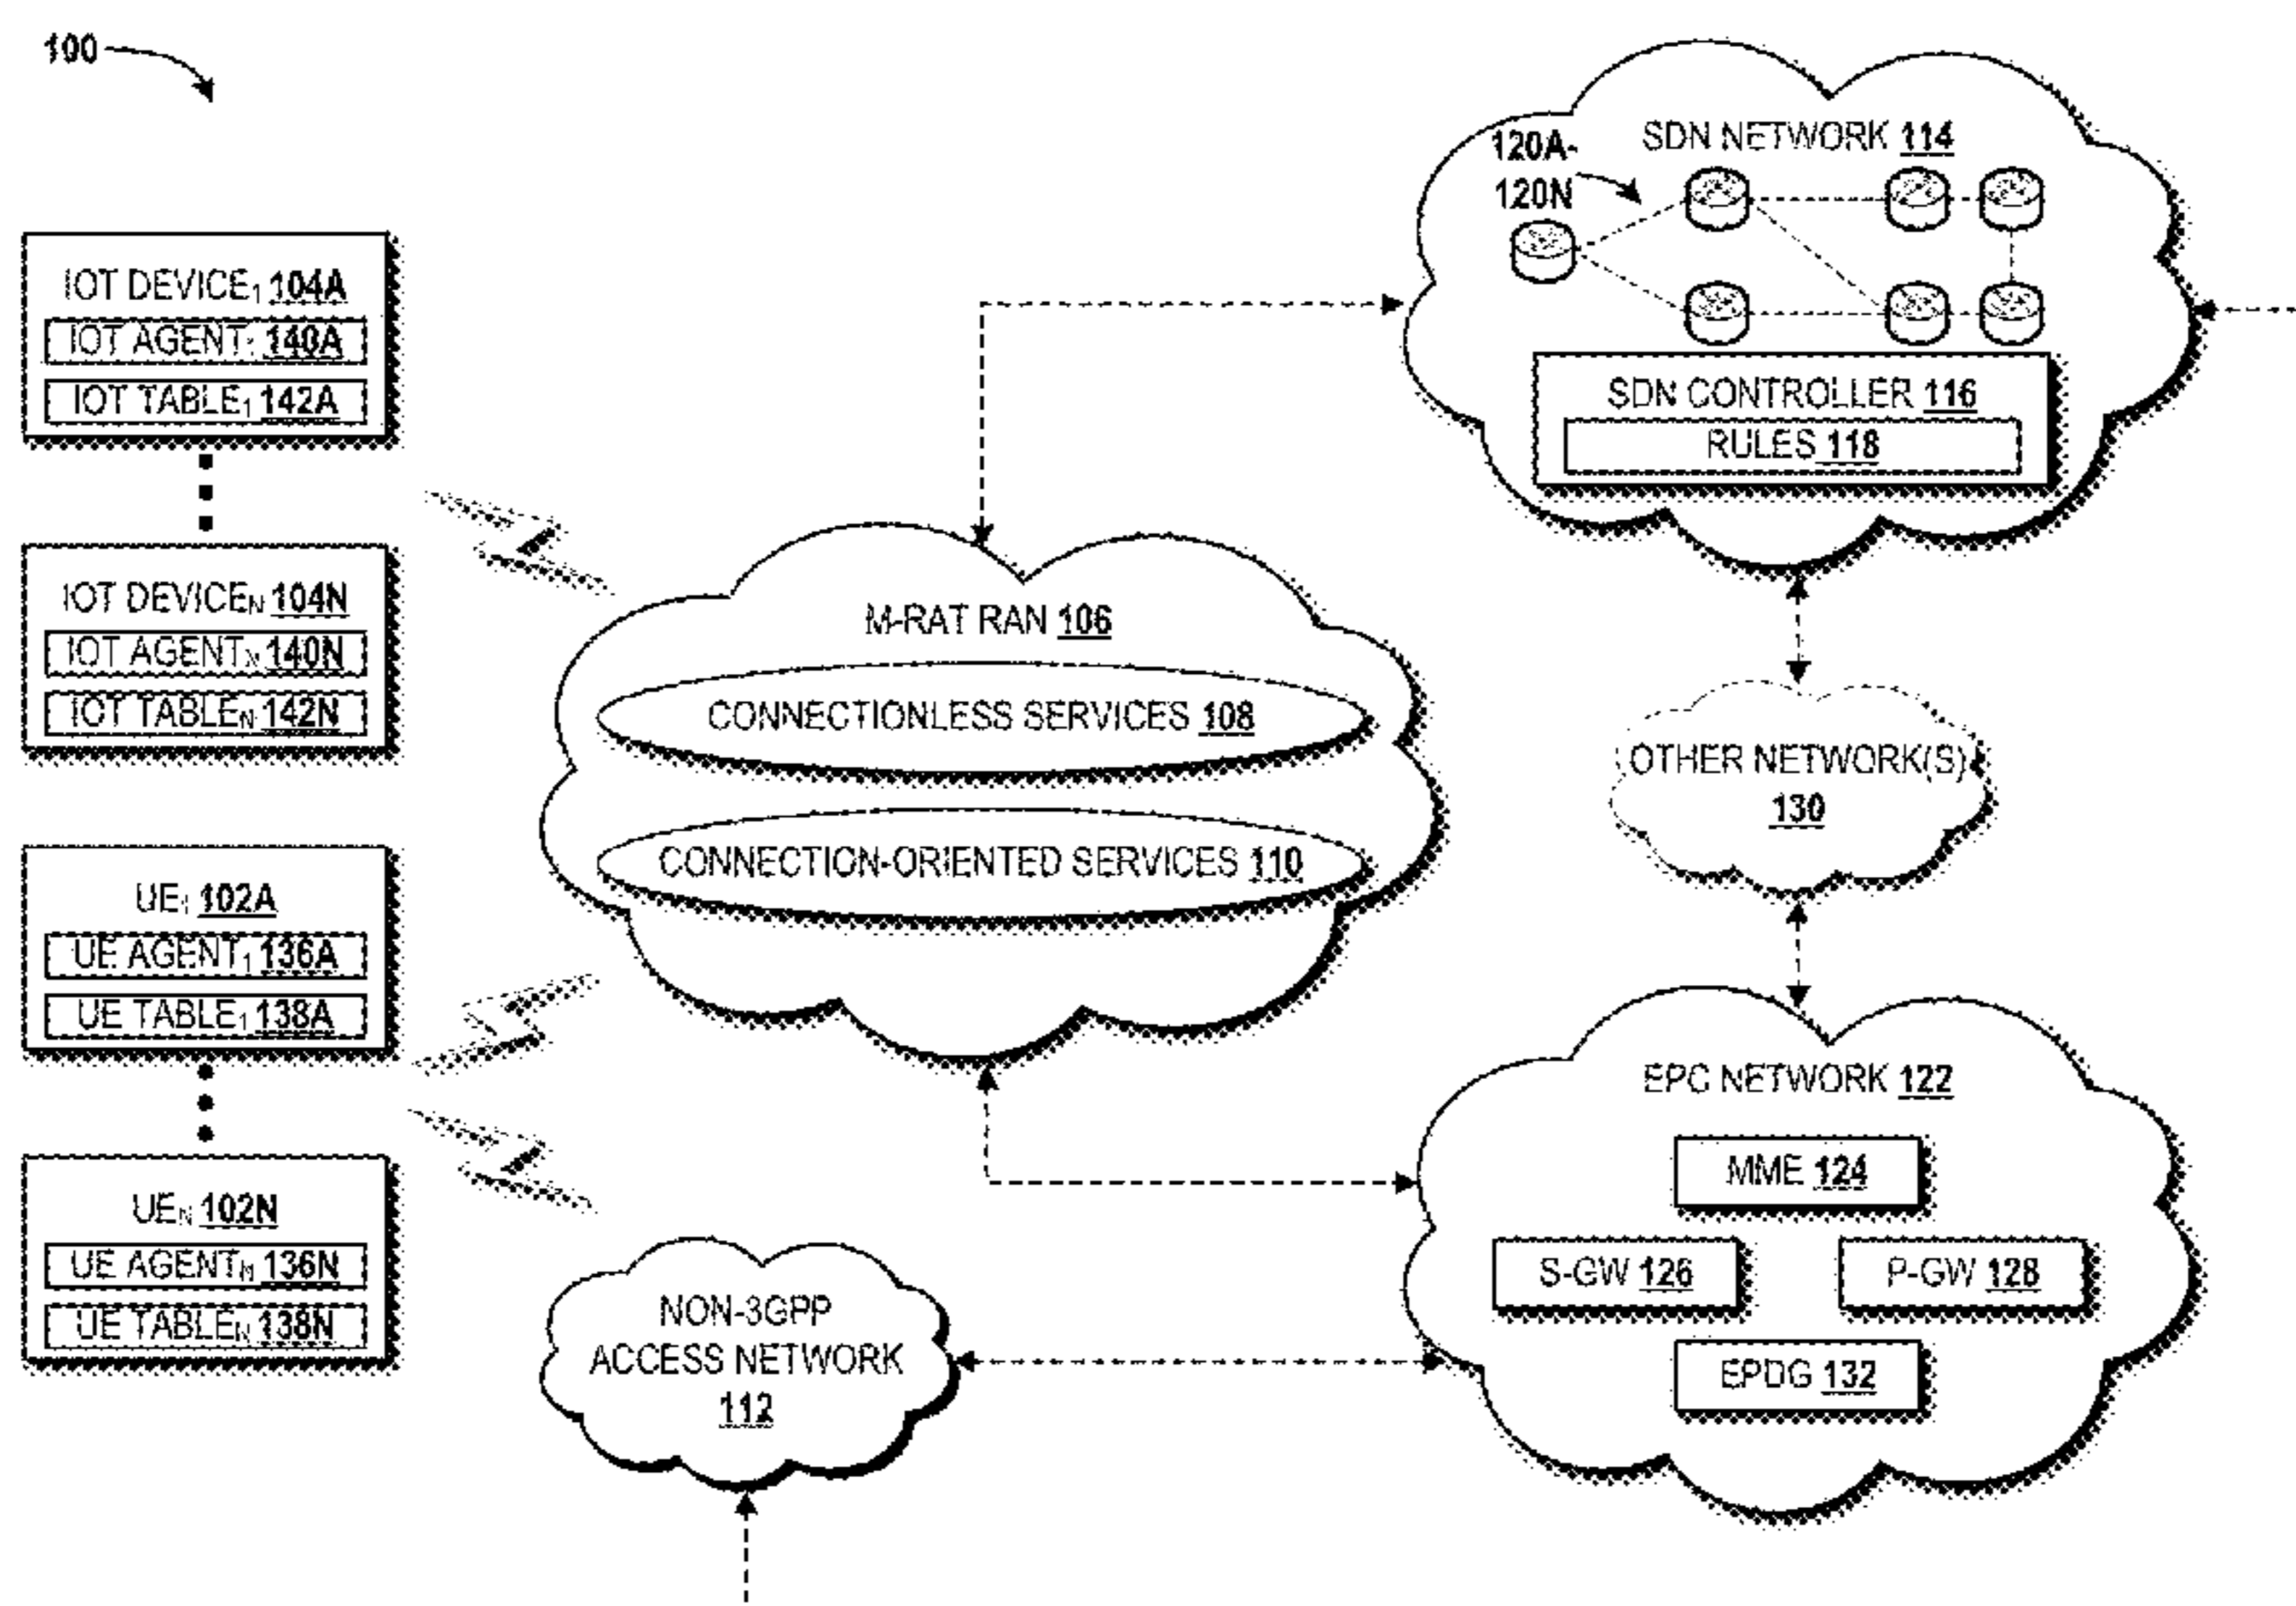 100
IOT DEVICE1 104A
IOT AGENT1 140A
IOT TABLE1 142A
IOT DEVICEN 104N
IOT AGENTN 140N
IOT TABLEN 142N
UE1 102A
UE AGENT1 136A
UE TABLE1 138A
UEN 102N
UE AGENTN 136N
UE TABLEN 138N
M-RAT RAN 106
CONNECTIONLESS SERVICES 108
CONNECTION-ORIENTED SERVICES 110
NON-3GPP
ACCESS NETWORK
112
SDN NETWORK 114
120A-
120N
SDN CONTROLLER 116
RULES 118
OTHER NETWORK(S)
130
EPC NETWORK 122
MME 124
S-GW 126
P-GW 128
EPDG 132